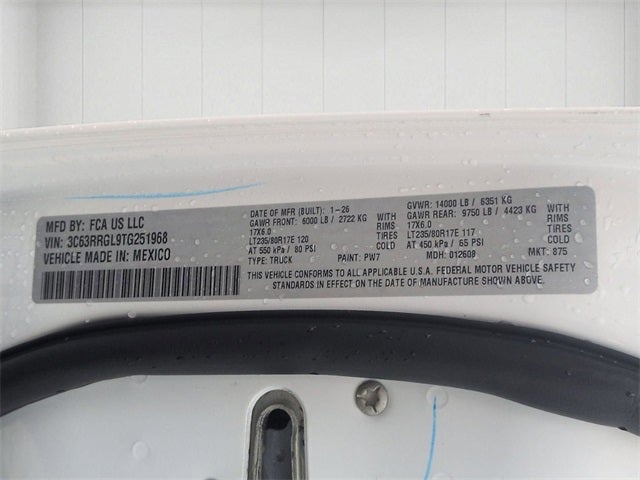 MFD BY: FCA US LLC
VIN: 3C63RRGL9TG251968
VEHICLE MADE IN: MEXICO
DATE OF MFR (BUILT): 1-26
GAWR FRONT: 6000 LB / 2722 KG WITH
17X6.0 RIMS
LT235/80R17E 120 TIRES
AT 550 kPa / 80 PSI COLD
TYPE: TRUCK PAINT: PW7
GVWR: 14000 LB / 6351 KG
GAWR REAR: 9750 LB / 4423 KG WITH
17X6.0 RIMS
LT235/80R17E 117 TIRES
AT 450 kPa / 65 PSI COLD
MDH: 012608 MKT: 875
THIS VEHICLE CONFORMS TO ALL APPLICABLE U.S.A. FEDERAL MOTOR VEHICLE SAFETY
STANDARDS IN EFFECT ON THE DATE OF MANUFACTURE SHOWN ABOVE.